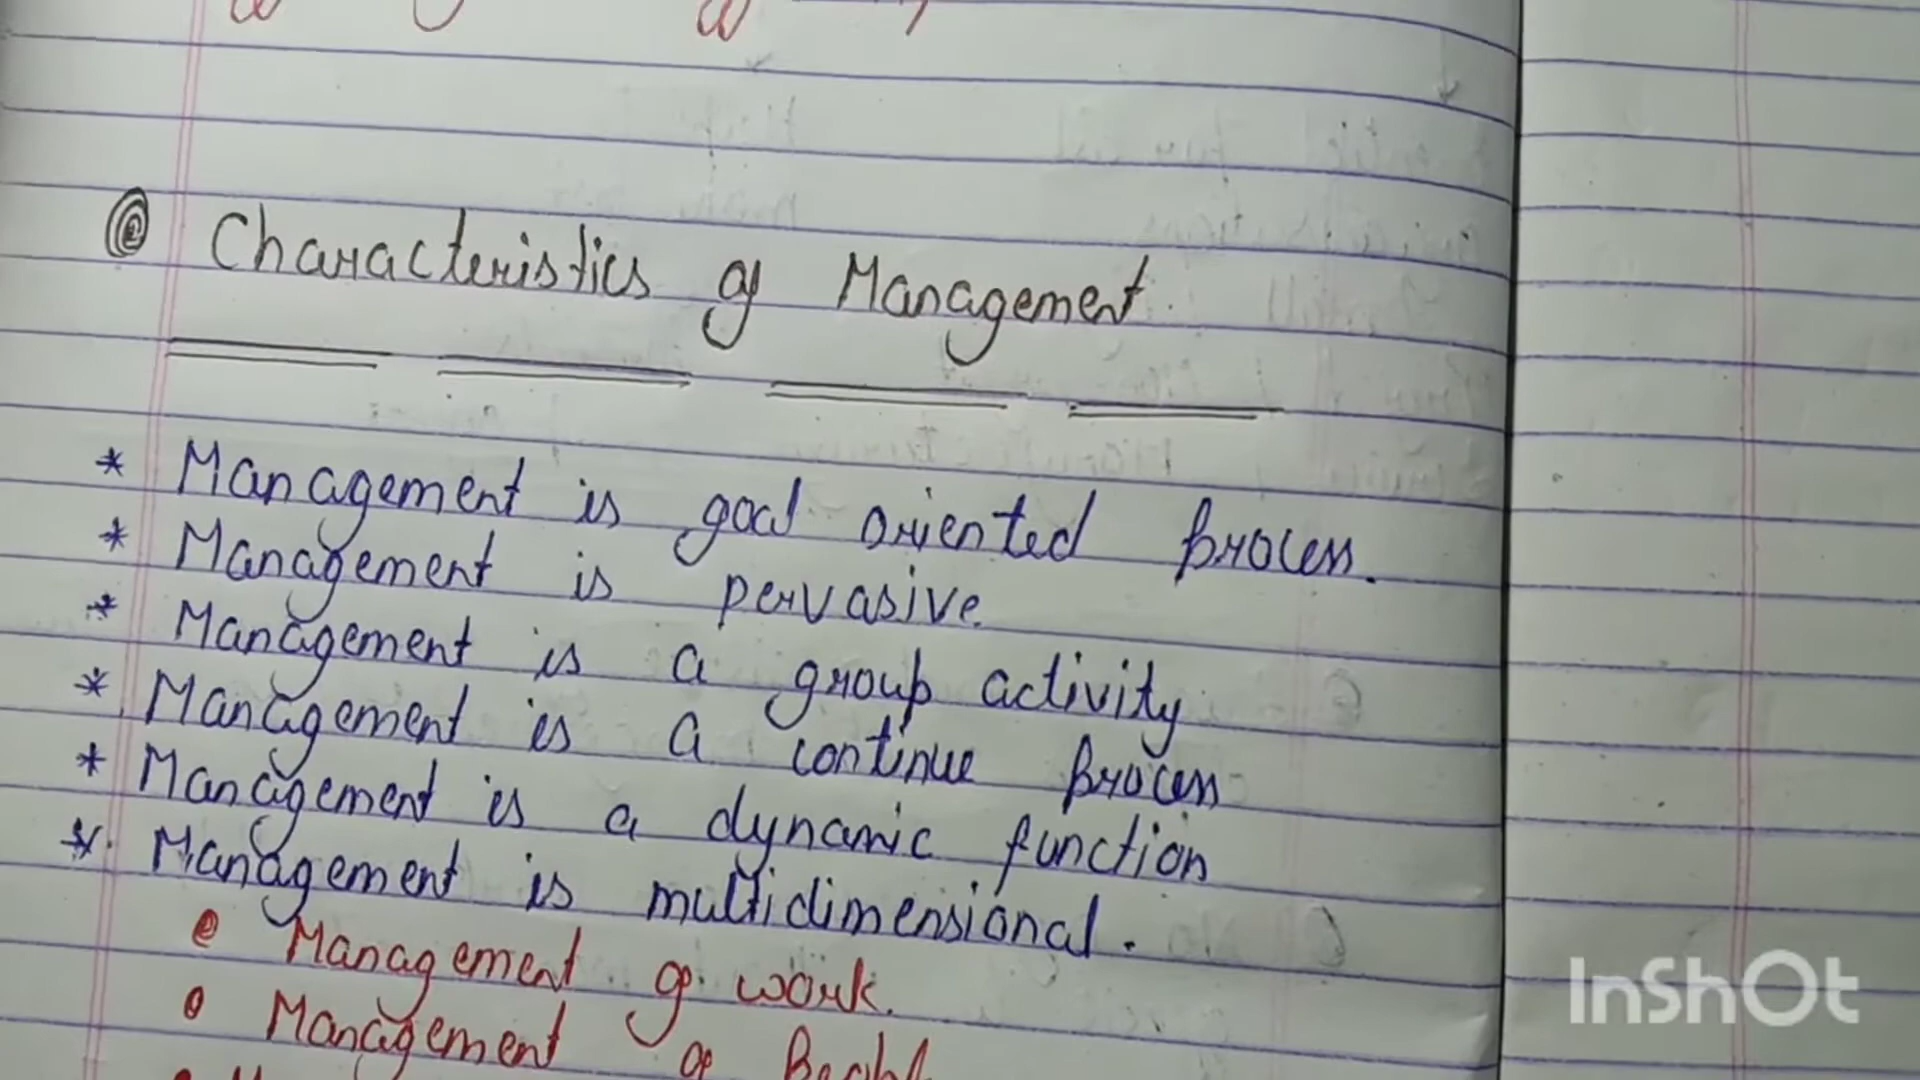 Characteristics of Management
* Management is goal oriented process.
* Management is pervasive.
* Management is a group activity
* Management is a continue process
* Management is a dynamic function
* Management is multidimensional.
Management of work.
Management of
InShOt